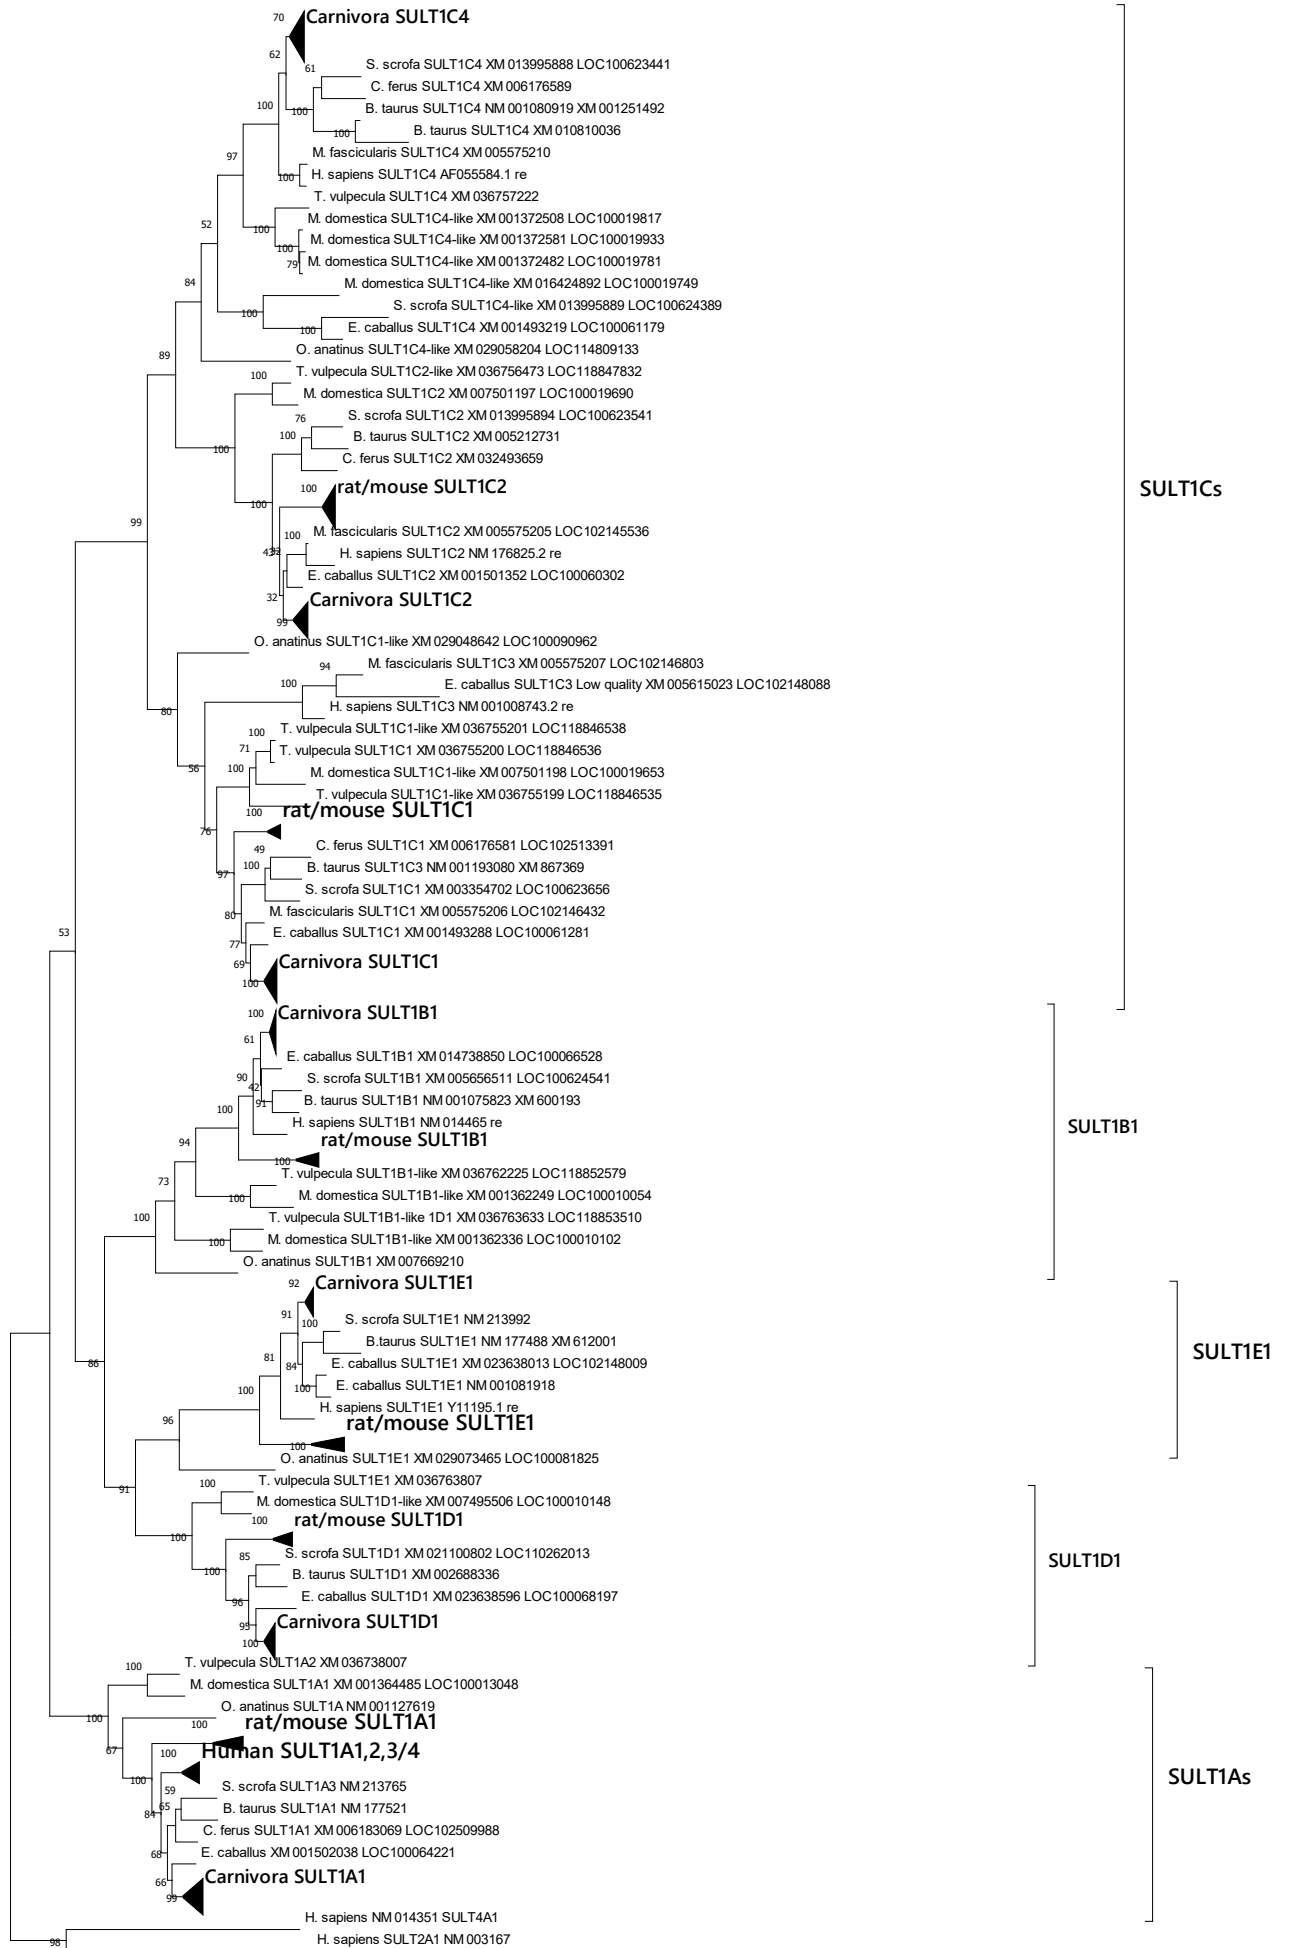 70
Carnivora SULT1C4
62
61
S. scrofa SULT1C4 XM 013995888 LOC100623441
C. ferus SULT1C4 XM 006176589
100
100
B. taurus SULT1C4 NM 001080919 XM 001251492
100
B. taurus SULT1C4 XM 010810036
97
M. fascicularis SULT1C4 XM 005575210
100
H. sapiens SULT1C4 AF055584.1 re
T. vulpecula SULT1C4 XM 036757222
52
M. domestica SULT1C4-like XM 001372508 LOC100019817
100
M. domestica SULT1C4-like XM 001372581 LOC100019933
100
79
M. domestica SULT1C4-like XM 001372482 LOC100019781
84
M. domestica SULT1C4-like XM 016424892 LOC100019749
100
S. scrofa SULT1C4-like XM 013995889 LOC100624389
100
E. caballus SULT1C4 XM 001493219 LOC100061179
89
O. anatinus SULT1C4-like XM 029058204 LOC114809133
100
T. vulpecula SULT1C2-like XM 036756473 LOC118847832
M. domestica SULT1C2 XM 007501197 LOC100019690
76
S. scrofa SULT1C2 XM 013995894 LOC100623541
100
100
B. taurus SULT1C2 XM 005212731
C. ferus SULT1C2 XM 032493659
100
rat/mouse SULT1C2
SULT1Cs
100
99
100
M. fascicularis SULT1C2 XM 005575205 LOC102145536
43
H. sapiens SULT1C2 NM 176825.2 re
E. caballus SULT1C2 XM 001501352 LOC100060302
32
Carnivora SULT1C2
99
O. anatinus SULT1C1-like XM 029048642 LOC100090962
94
M. fascicularis SULT1C3 XM 005575207 LOC102146803
100
E. caballus SULT1C3 Low quality XM 005615023 LOC102148088
80
H. sapiens SULT1C3 NM 001008743.2 re
100
T. vulpecula SULT1C1-like XM 036755201 LOC118846538
71
T. vulpecula SULT1C1 XM 036755200 LOC118846536
56
100
M. domestica SULT1C1-like XM 007501198 LOC100019653
T. vulpecula SULT1C1-like XM 036755199 LOC118846535
100
rat/mouse SULT1C1
76
49
C. ferus SULT1C1 XM 006176581 LOC102513391
97
100
B. taurus SULT1C3 NM 001193080 XM 867369
S. scrofa SULT1C1 XM 003354702 LOC100623656
80
M. fascicularis SULT1C1 XM 005575206 LOC102146432
53
77
E. caballus SULT1C1 XM 001493288 LOC100061281
69
Carnivora SULT1C1
100
100
Carnivora SULT1B1
61
E. caballus SULT1B1 XM 014738850 LOC100066528
90
S. scrofa SULT1B1 XM 005656511 LOC100624541
42
91
B. taurus SULT1B1 NM 001075823 XM 600193
100
H. sapiens SULT1B1 NM 014465 re
SULT1B1
94
rat/mouse SULT1B1
100
73
T. vulpecula SULT1B1-like XM 036762225 LOC118852579
100
M. domestica SULT1B1-like XM 001362249 LOC100010054
100
T. vulpecula SULT1B1-like 1D1 XM 036763633 LOC118853510
100
M. domestica SULT1B1-like XM 001362336 LOC100010102
O. anatinus SULT1B1 XM 007669210
92
Carnivora SULT1E1
91
100
S. scrofa SULT1E1 NM 213992
B.taurus SULT1E1 NM 177488 XM 612001
SULT1E1
86
81
84
E. caballus SULT1E1 XM 023638013 LOC102148009
100
100
E. caballus SULT1E1 NM 001081918
H. sapiens SULT1E1 Y11195.1 re
96
rat/mouse SULT1E1
100
O. anatinus SULT1E1 XM 029073465 LOC100081825
91
100
T. vulpecula SULT1E1 XM 036763807
M. domestica SULT1D1-like XM 007495506 LOC100010148
100
rat/mouse SULT1D1
100
85
S. scrofa SULT1D1 XM 021100802 LOC110262013
SULT1D1
100
B. taurus SULT1D1 XM 002688336
96
E. caballus SULT1D1 XM 023638596 LOC100068197
95
Carnivora SULT1D1
100
100
T. vulpecula SULT1A2 XM 036738007
M. domestica SULT1A1 XM 001364485 LOC100013048
100
O. anatinus SULT1A NM 001127619
100
rat/mouse SULT1A1
67
100
Human SULT1A1,2,3/4
100
SULT1As
59
S. scrofa SULT1A3 NM 213765
84
65
B. taurus SULT1A1 NM 177521
C. ferus SULT1A1 XM 006183069 LOC102509988
68
E. caballus XM 001502038 LOC100064221
66
Carnivora SULT1A1
99
H. sapiens NM 014351 SULT4A1
98
H. sapiens SULT2A1 NM 003167